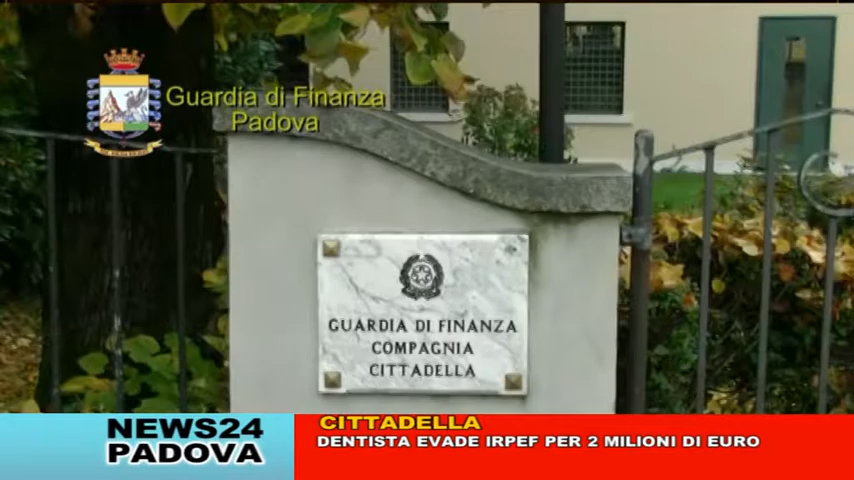 Guardia di Finanza
Padova
GUARDIA DI FINANZA
COMPAGNIA
CITTADELLA
NEWS24
PADOVA
CITTADELLA
DENTISTA EVADE IRPEF PER 2 MILIONI DI EURO